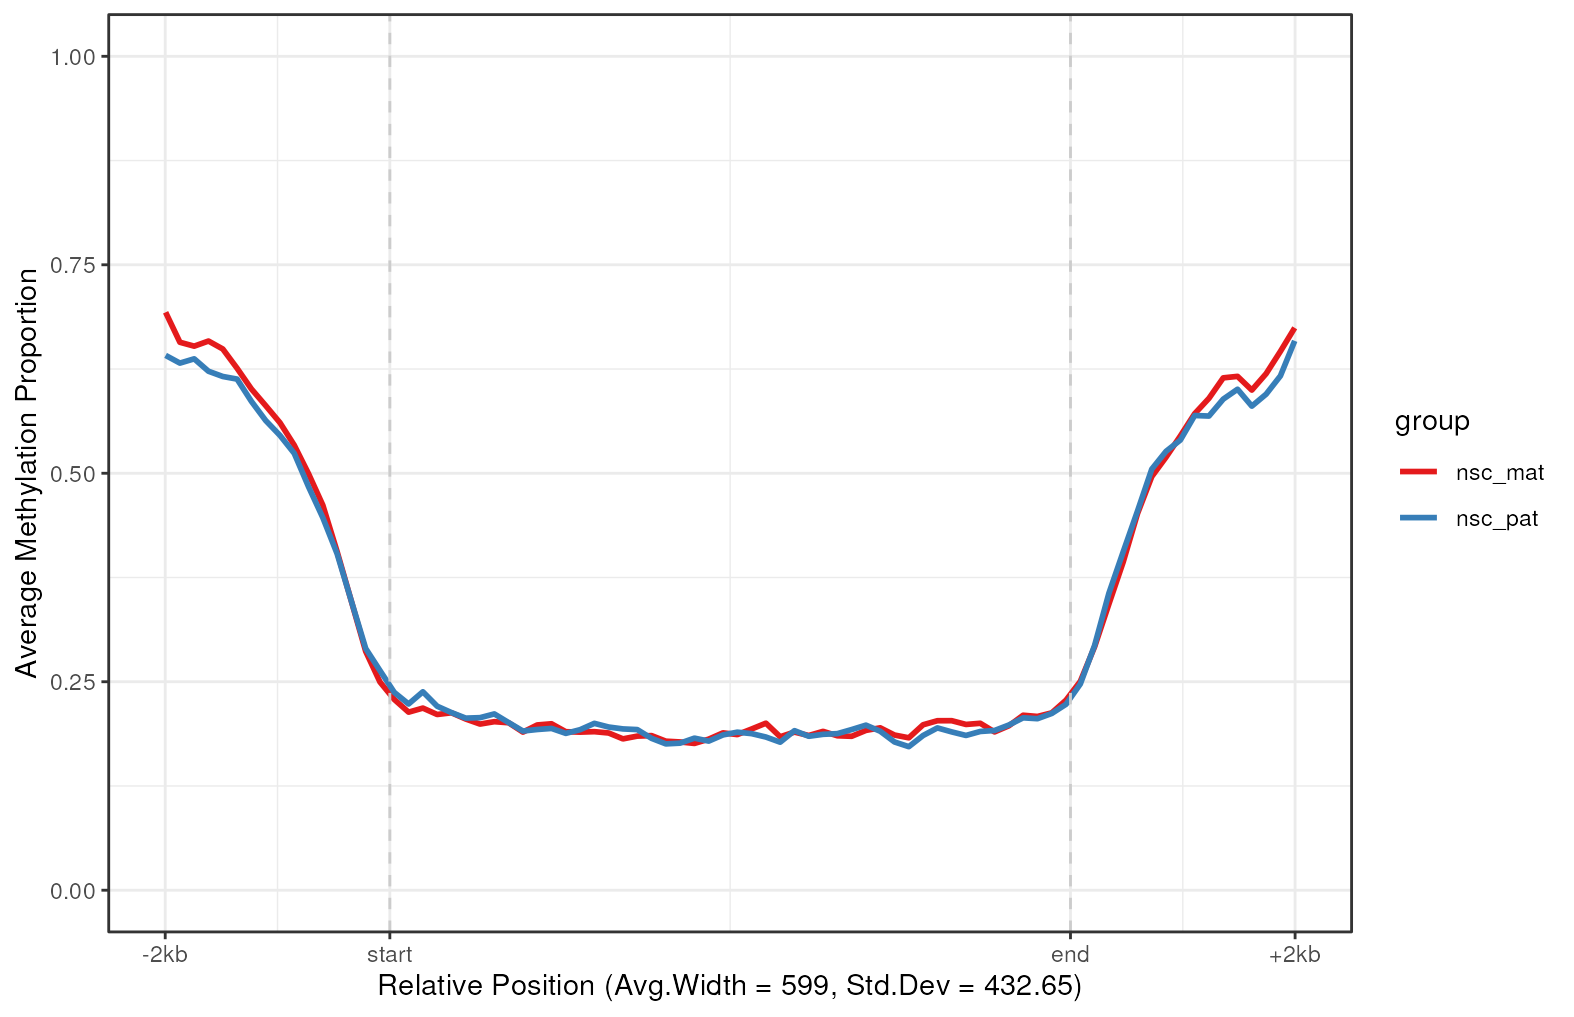 1.00
0.75
0.50
0.25
0.00
Average Methylation Proportion
-2kb
start
end
+2kb
Relative Position (Avg.Width = 599, Std.Dev = 432.65)
group
nsc_mat
nsc_pat